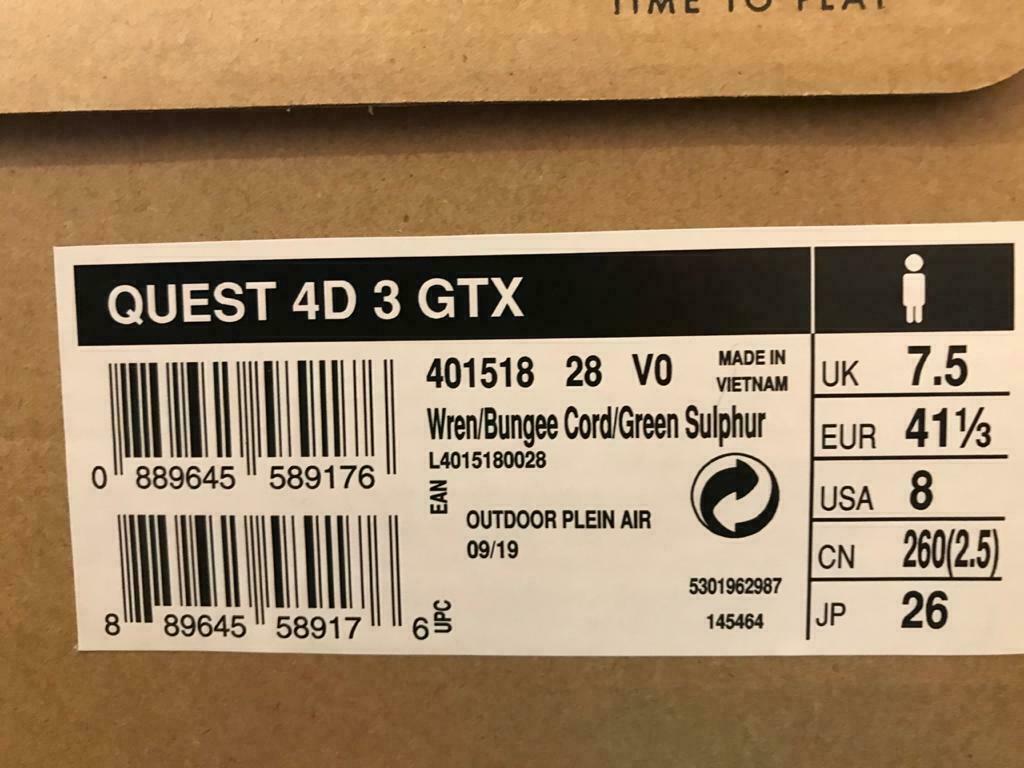 TIME TO PLAY
QUEST 4D 3 GTX
401518 28 V0
MADE IN
VIETNAM
Wren/Bungee Cord/Green Sulphur
L4015180028
0 889645 589176
EAN
OUTDOOR PLEIN AIR
09/19
8 89645 58917 6
UPC
5301962987
145464
UK 7.5
EUR 41⅓
USA 8
CN 260(2.5)
JP 26